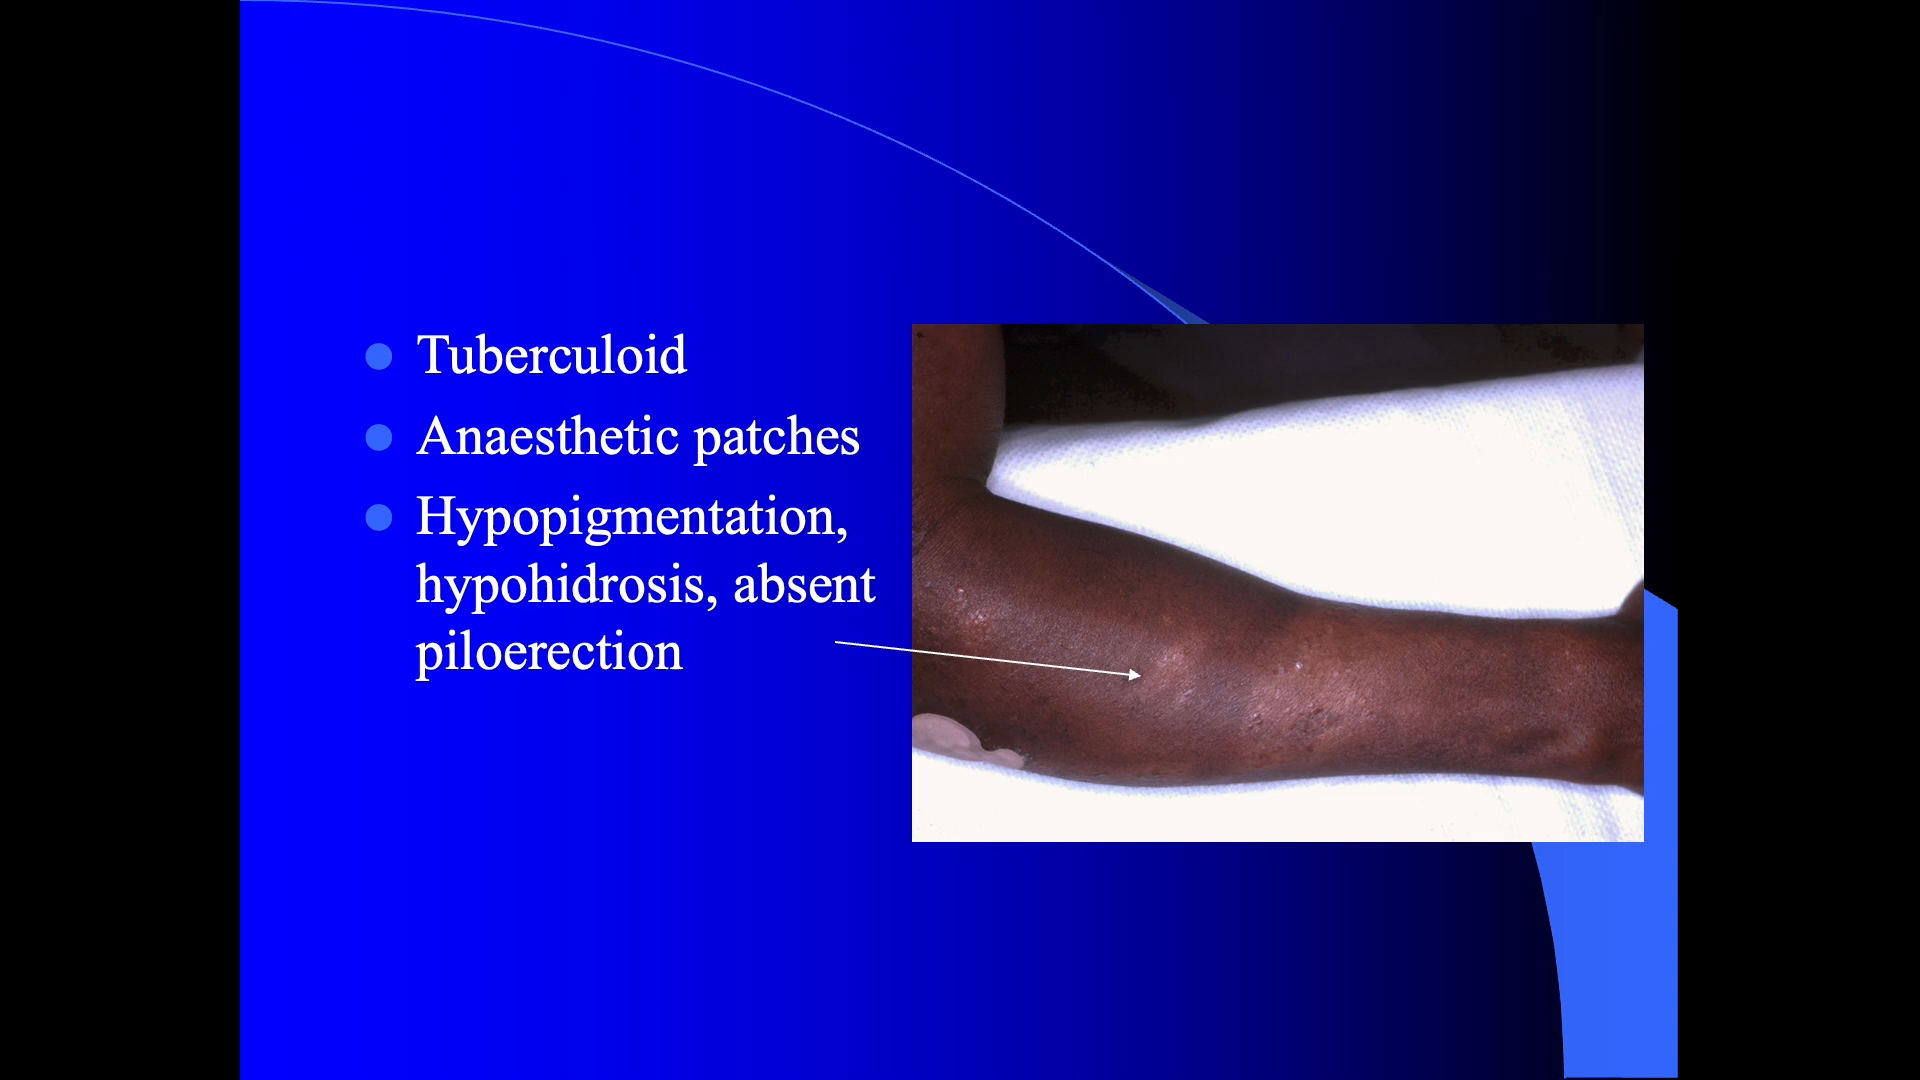 Tuberculoid
Anaesthetic patches
Hypopigmentation,
hypohidrosis, absent
piloerection